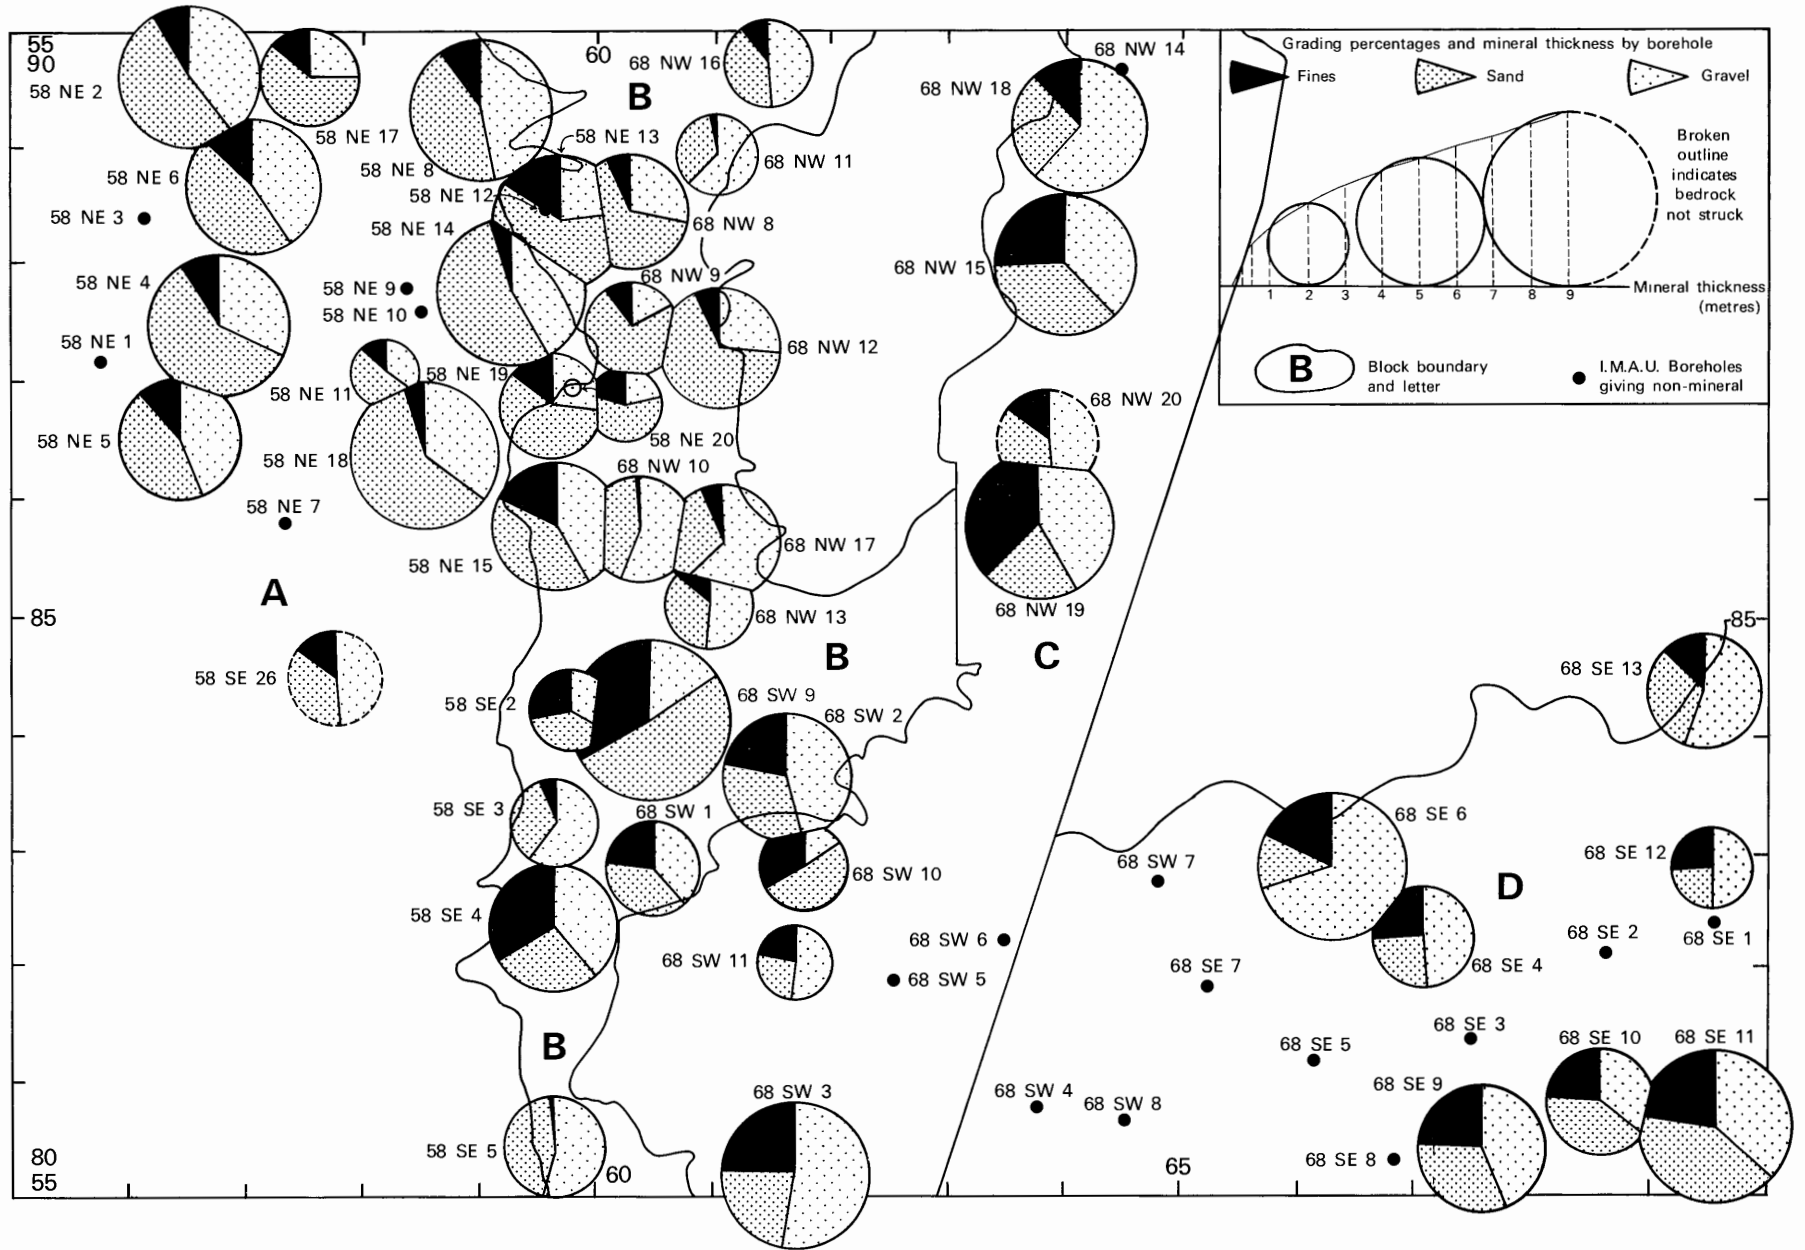 55
90
60
68 NW 14
68 NW 16
B
68 NW 18
58 NE 2
58 NE 17
58 NE 13
58 NE 8
68 NW 11
58 NE 6
58 NE 12
58 NE 3
58 NE 14
68 NW 8
68 NW 15
68 NW 9
58 NE 4
58 NE 9
58 NE 10
58 NE 1
68 NW 12
58 NE 19
58 NE 11
68 NW 20
58 NE 5
58 NE 20
58 NE 18
68 NW 10
58 NE 7
68 NW 17
58 NE 15
A
68 NW 19
85
68 NW 13
85
B
C
58 SE 26
68 SE 13
68 SW 9
58 SE 2
68 SW 2
58 SE 3
68 SW 1
68 SE 6
68 SW 7
68 SE 12
68 SW 10
D
58 SE 4
68 SE 2
68 SE 1
68 SW 6
68 SW 11
68 SE 7
68 SE 4
68 SW 5
68 SE 3
B
68 SE 5
68 SE 10
68 SE 11
68 SE 9
68 SW 3
68 SW 4
68 SW 8
58 SE 5
80
55
60
65
68 SE 8
Grading percentages and mineral thickness by borehole
Fines
Sand
Gravel
Broken
outline
indicates
bedrock
not struck
1 2 3 4 5 6 7 8 9
Mineral thickness
(metres)
B
Block boundary
and letter
I.M.A.U. Boreholes
giving non-mineral